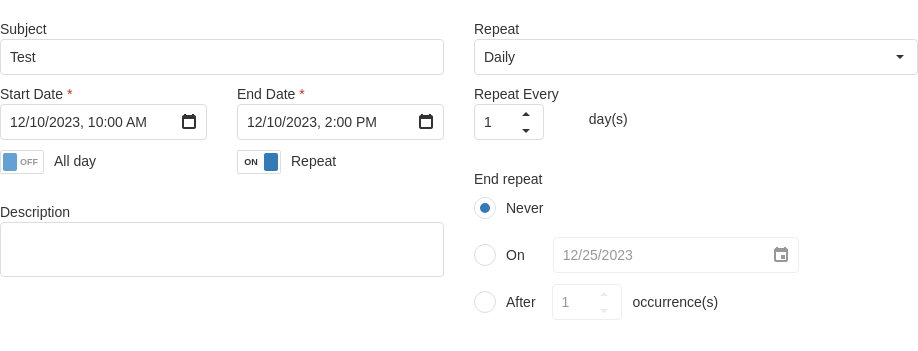 Subject
Test
Start Date *
End Date *
12/10/2023, 10:00 AM
12/10/2023, 2:00 PM
OFF
All day
ON
Repeat
Description
Repeat
Daily
Repeat Every
1
day(s)
End repeat
Never
On
12/25/2023
After
1
occurrence(s)